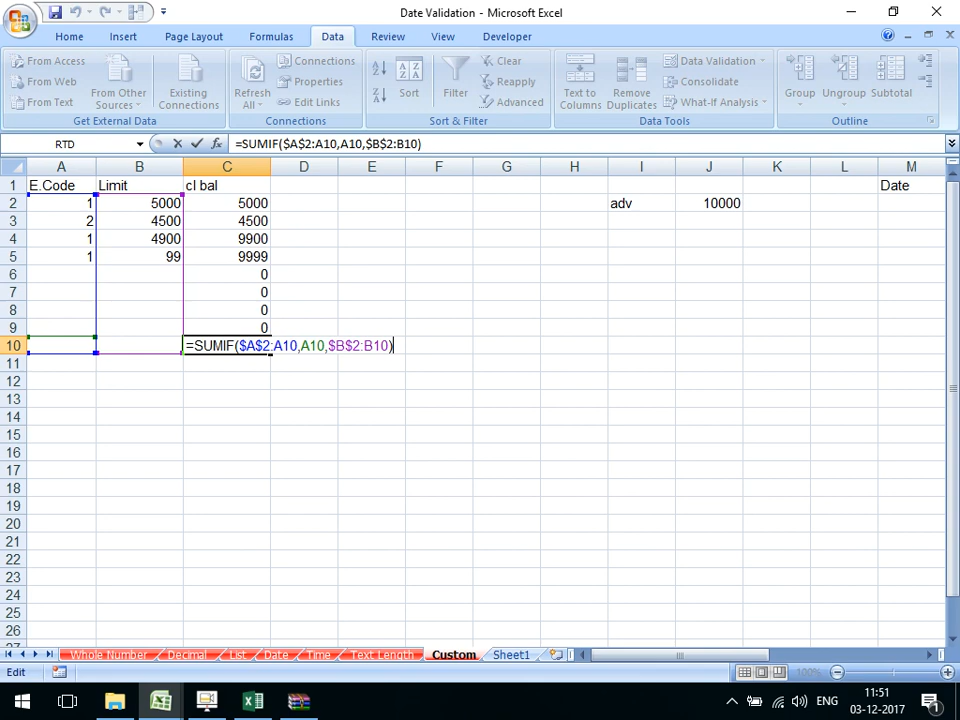 Date Validation - Microsoft Excel
Home Insert Page Layout Formulas Data Review View Developer
From Access
From Web
From Text
From Other
Sources
Existing
Connections
Get External Data
Refresh
All
Connections
Properties
Edit Links
Connections
Sort
Filter
Clear
Reapply
Advanced
Sort & Filter
Text to
Columns
Remove
Duplicates
Data Validation
Consolidate
What-If Analysis
Data Tools
Group Ungroup Subtotal
Outline
RTD =SUMIF($A$2:A10,A10,$B$2:B10)
A B C D E F G H I J K L M
1 E.Code Limit cl bal Date
2 1 5000 5000 adv 10000
3 2 4500 4500
4 1 4900 9900
5 1 99 9999
6 0
7 0
8 0
9 0
10 =SUMIF($A$2:A10,A10,$B$2:B10)
11
12
13
14
15
16
17
18
19
20
21
22
23
24
25
26
27
Whole Number Decimal List Date Time Text Length Custom Sheet1
Edit 100%
ENG 11:51
03-12-2017 1